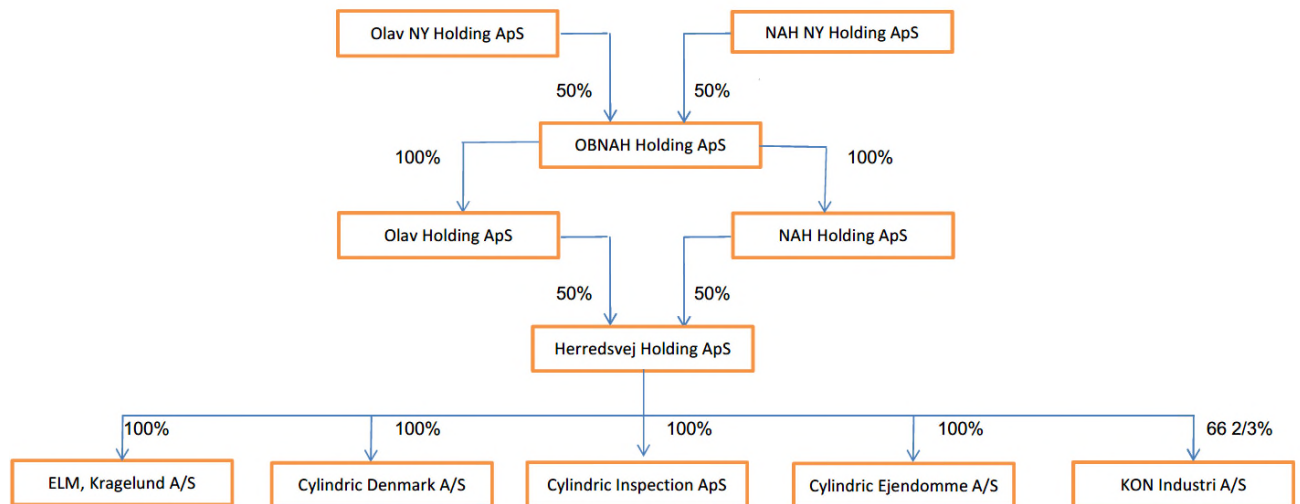 Olav NY Holding ApS
NAH NY Holding ApS
50%
50%
OBNAH Holding ApS
100%
100%
Olav Holding ApS
NAH Holding ApS
50%
50%
Herredsvej Holding ApS
100%
100%
100%
100%
66 2/3%
ELM, Kragelund A/S
Cylindric Denmark A/S
Cylindric Inspection ApS
Cylindric Ejendomme A/S
KON Industri A/S